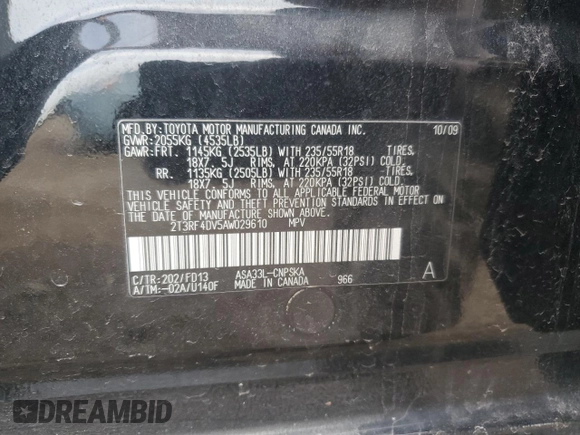 MFD.BY:TOYOTA MOTOR MANUFACTURING CANADA INC. 10/09
GVWR:2055KG (4535LB)
GAWR:FRT. 1145KG (2535LB) WITH 235/55R18 TIRES.
18X7.5J RIMS. AT 220KPA (32PSI) COLD.
RR. 1135KG (2505LB) WITH 235/55R18 TIRES.
18X7.5J RIMS. AT 220KPA (32PSI) COLD.
THIS VEHICLE CONFORMS TO ALL APPLICABLE FEDERAL MOTOR
VEHICLE SAFETY AND THEFT PREVENTION STANDARDS IN EFFECT
ON THE DATE OF MANUFACTURE SHOWN ABOVE.
2T3RF4DV5AW029610 MPV
C/TR:202/FD13 ASA33L-CNPSKA
A/TM:-02A/U140F MADE IN CANADA 966 A
DREAMBID